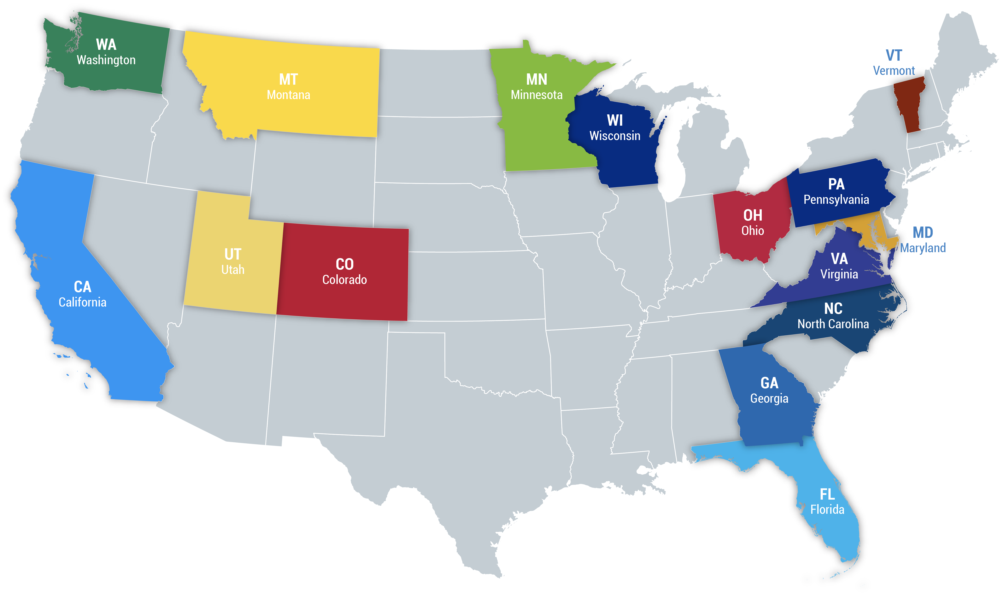 WA
Washington
MT
Montana
MN
Minnesota
VT
Vermont
WI
Wisconsin
PA
Pennsylvania
OH
Ohio
MD
Maryland
UT
Utah
CO
Colorado
VA
Virginia
CA
California
NC
North Carolina
GA
Georgia
FL
Florida